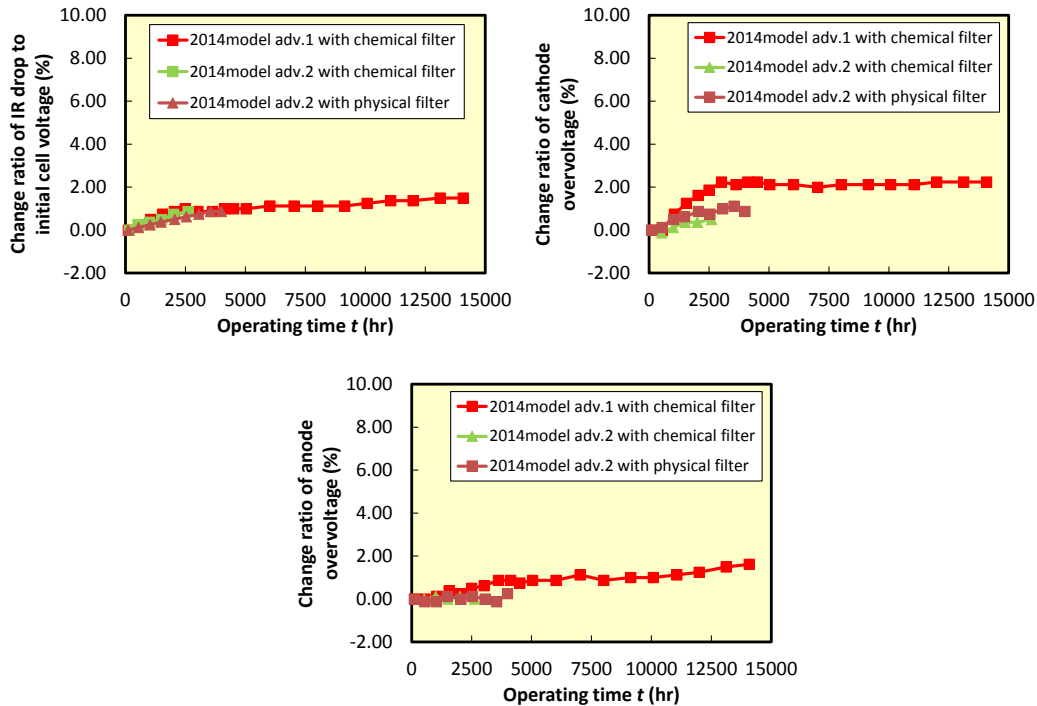 Change ratio of IR drop to
initial cell voltage (%)
10.00
8.00
6.00
4.00
2.00
0.00
-2.00
2014model adv.1 with chemical filter
2014model adv.2 with chemical filter
2014model adv.2 with physical filter
0 2500 5000 7500 10000 12500 15000
Operating time t (hr)
Change ratio of cathode
overvoltage (%)
10.00
8.00
6.00
4.00
2.00
0.00
-2.00
2014model adv.1 with chemical filter
2014model adv.2 with chemical filter
2014model adv.2 with physical filter
0 2500 5000 7500 10000 12500 15000
Operating time t (hr)
Change ratio of anode
overvoltage (%)
10.00
8.00
6.00
4.00
2.00
0.00
-2.00
2014model adv.1 with chemical filter
2014model adv.2 with chemical filter
2014model adv.2 with physical filter
0 2500 5000 7500 10000 12500 15000
Operating time t (hr)